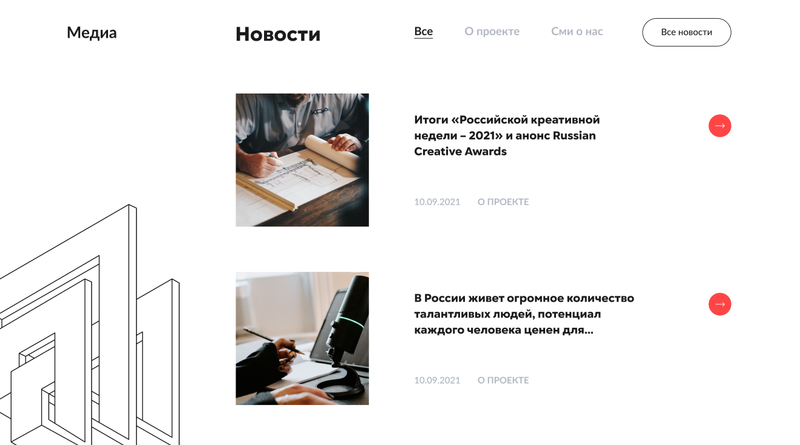 Медиа
Новости
Все
О проекте
Сми о нас
Все новости
Итоги «Российской креативной
недели – 2021» и анонс Russian
Creative Awards
10.09.2021 О ПРОЕКТЕ
В России живет огромное количество
талантливых людей, потенциал
каждого человека ценен для...
10.09.2021 О ПРОЕКТЕ